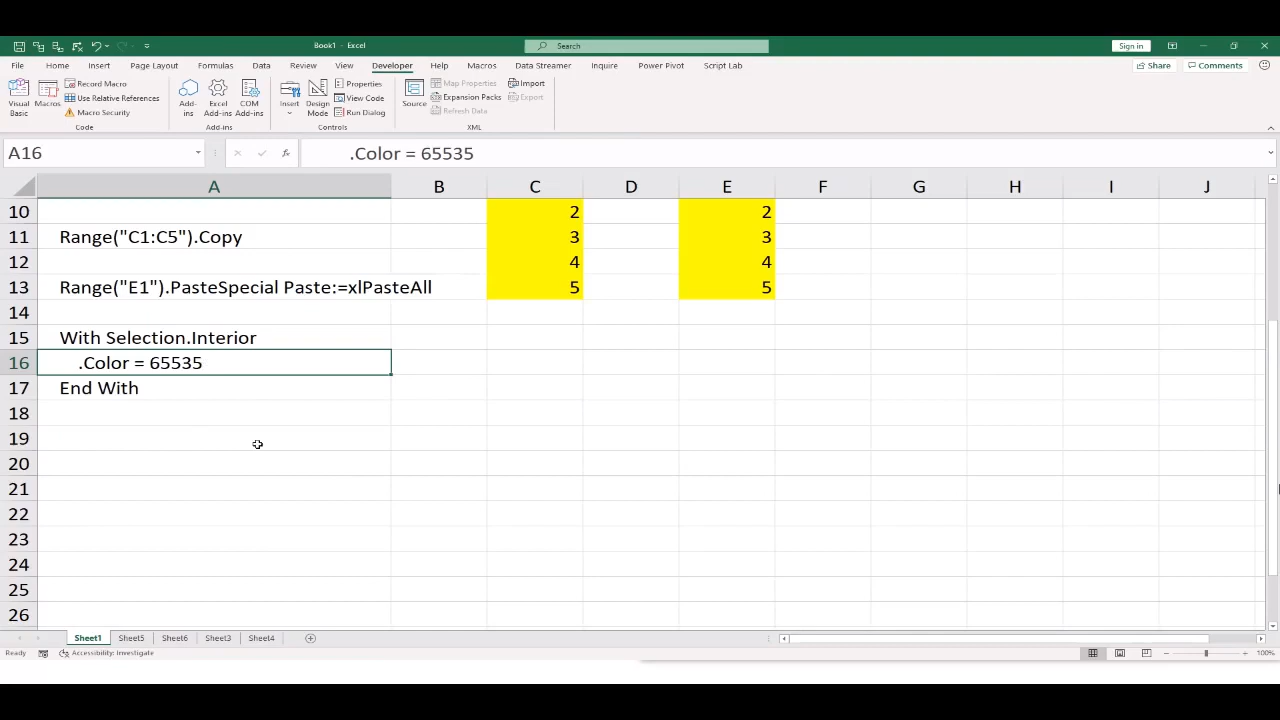 Book1 - Excel
Search
Sign in
File Home Insert Page Layout Formulas Data Review View Developer Help Macros Data Streamer Inquire Power Pivot Script Lab Share Comments
Visual Basic
Macros
Record Macro
Use Relative References
Macro Security
Code
Add-ins
Excel Add-ins
COM Add-ins
Add-ins
Insert
Design Mode
Properties
View Code
Run Dialog
Controls
Source
Map Properties
Expansion Packs
Refresh Data
Import
Export
XML
A16 fx .Color = 65535
A B C D E F G H I J
10 2 2
11 Range("C1:C5").Copy 3 3
12 4 4
13 Range("E1").PasteSpecial Paste:=xlPasteAll 5 5
14
15 With Selection.Interior
16 .Color = 65535
17 End With
18
19
20
21
22
23
24
25
26
Sheet1 Sheet5 Sheet6 Sheet3 Sheet4
Ready Accessibility: Investigate 100%